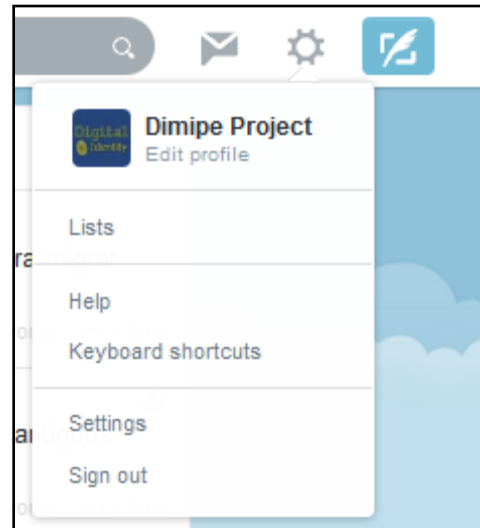 Digital
Identity
Dimipe Project
Edit profile
Lists
Help
Keyboard shortcuts
Settings
Sign out